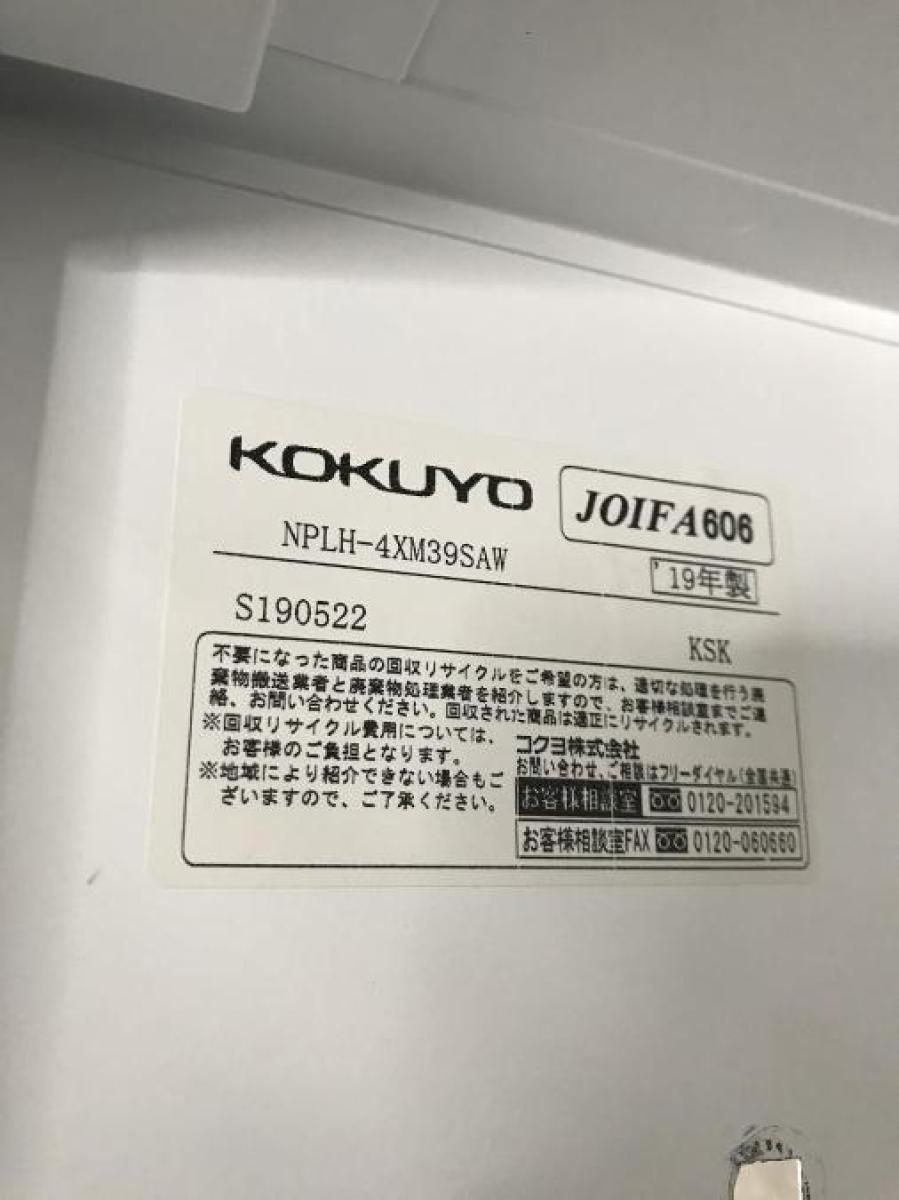 KOKUYO
JOIFA606
NPLH-4XM39SAW
'19年製
S190522
KSK
不要になった商品の回収リサイクルをご希望の方は、適切な処理を行う廃
棄物搬送業者と廃棄物処理業者を紹介しますので、お客様相談室までご連
絡、お問い合わせください。回収された商品は適正にリサイクルされます。
※回収リサイクル費用については、
お客様のご負担となります。
※地域により紹介できない場合もご
ざいますので、ご了承ください。
コクヨ株式会社
お問い合わせ、ご相談はフリーダイヤル(全国共通)
お客様相談室 0120-201594
お客様相談室FAX 0120-060660